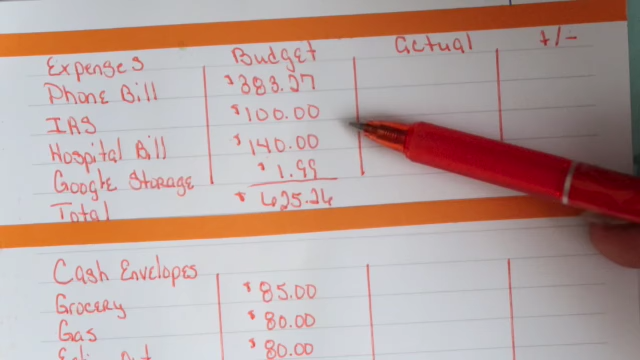 Expenses Budget Actual +/-
Phone Bill $383.27
IRS $100.00
Hospital Bill $140.00
Google Storage $1.99
Total $625.26
Cash Envelopes
Grocery $85.00
Gas $80.00
$80.00